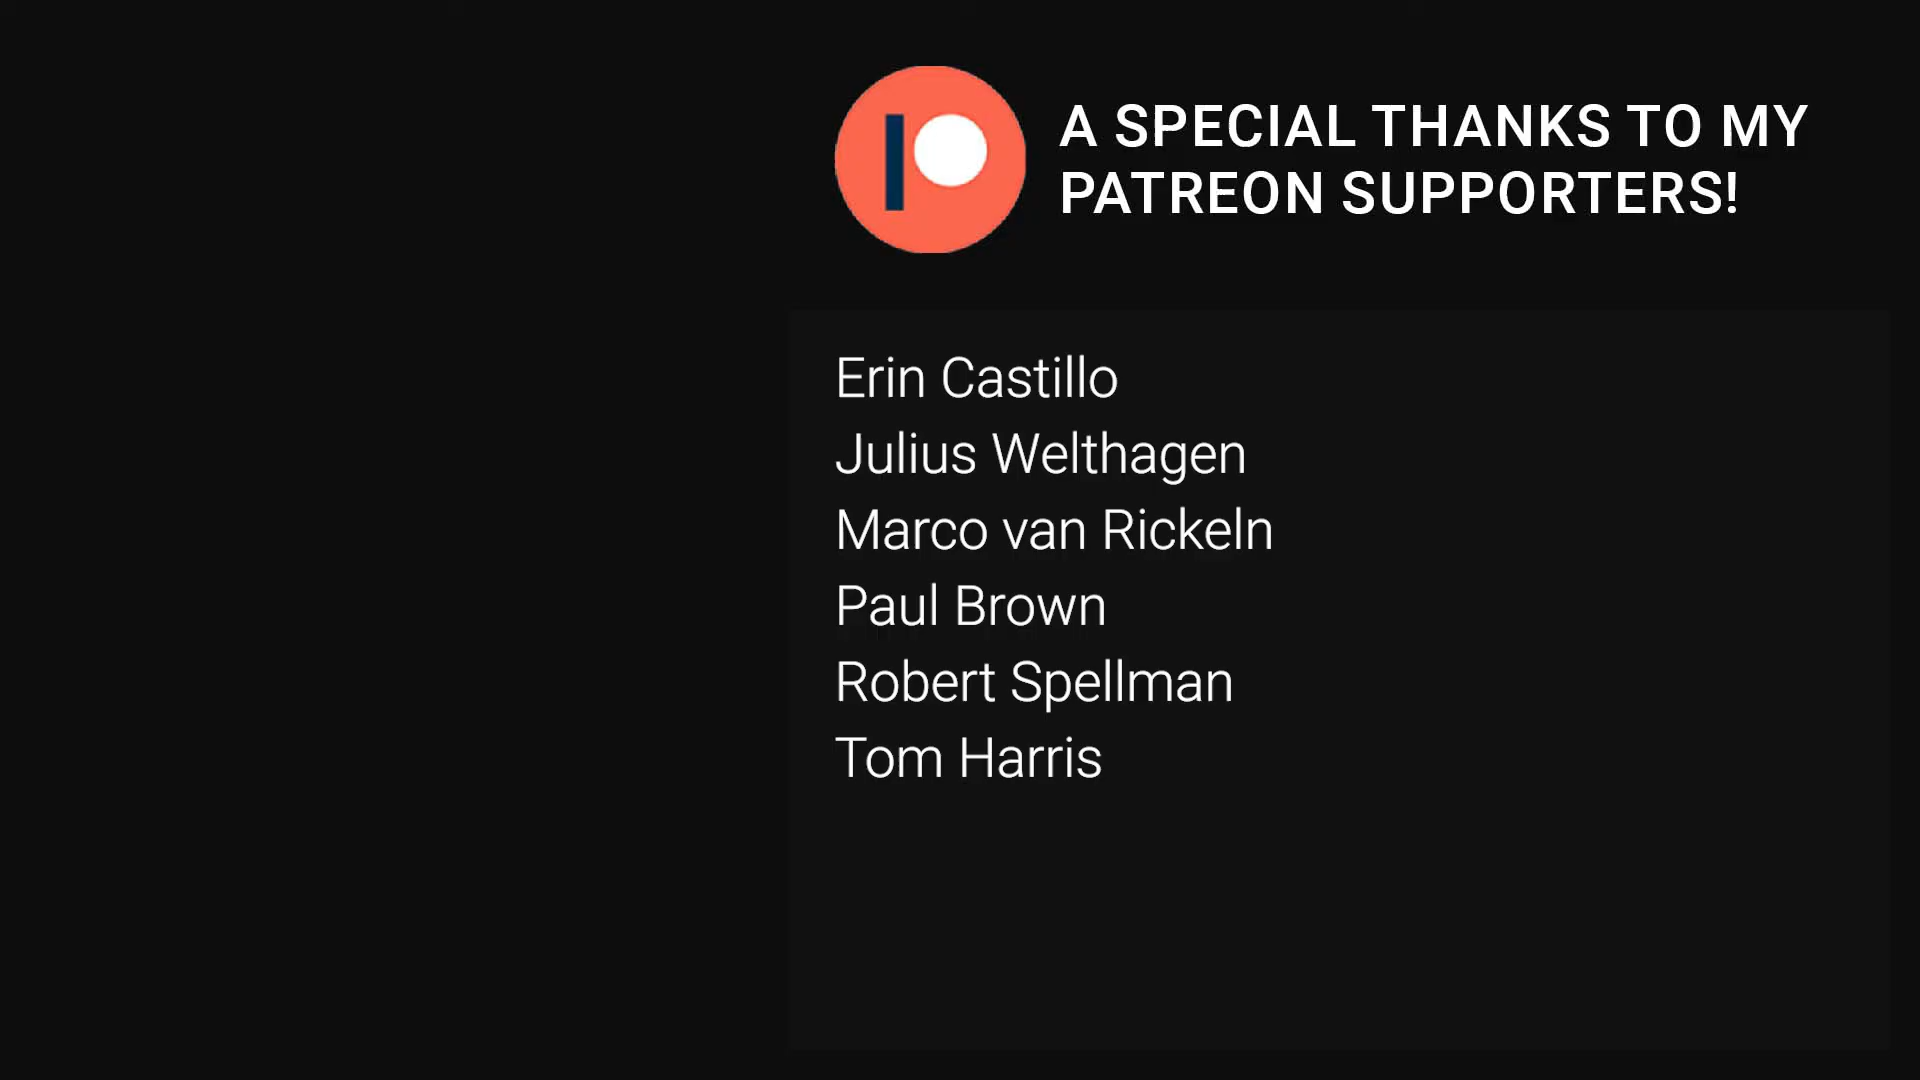 A SPECIAL THANKS TO MY
PATREON SUPPORTERS!
Erin Castillo
Julius Welthagen
Marco van Rickeln
Paul Brown
Robert Spellman
Tom Harris